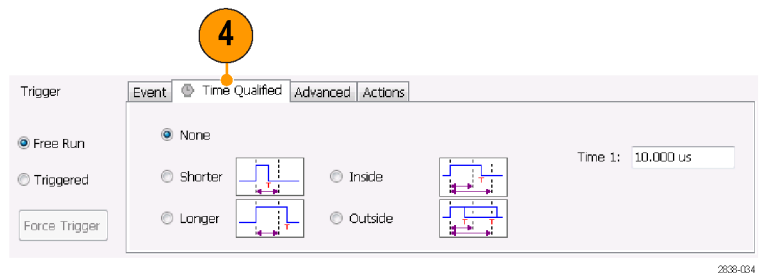 4
Trigger
Event Time Qualified Advanced Actions
Free Run
Triggered
Force Trigger
None
Shorter
T
Inside
T
Longer
T
Outside
T T
Time 1: 10.000 us
2838-034